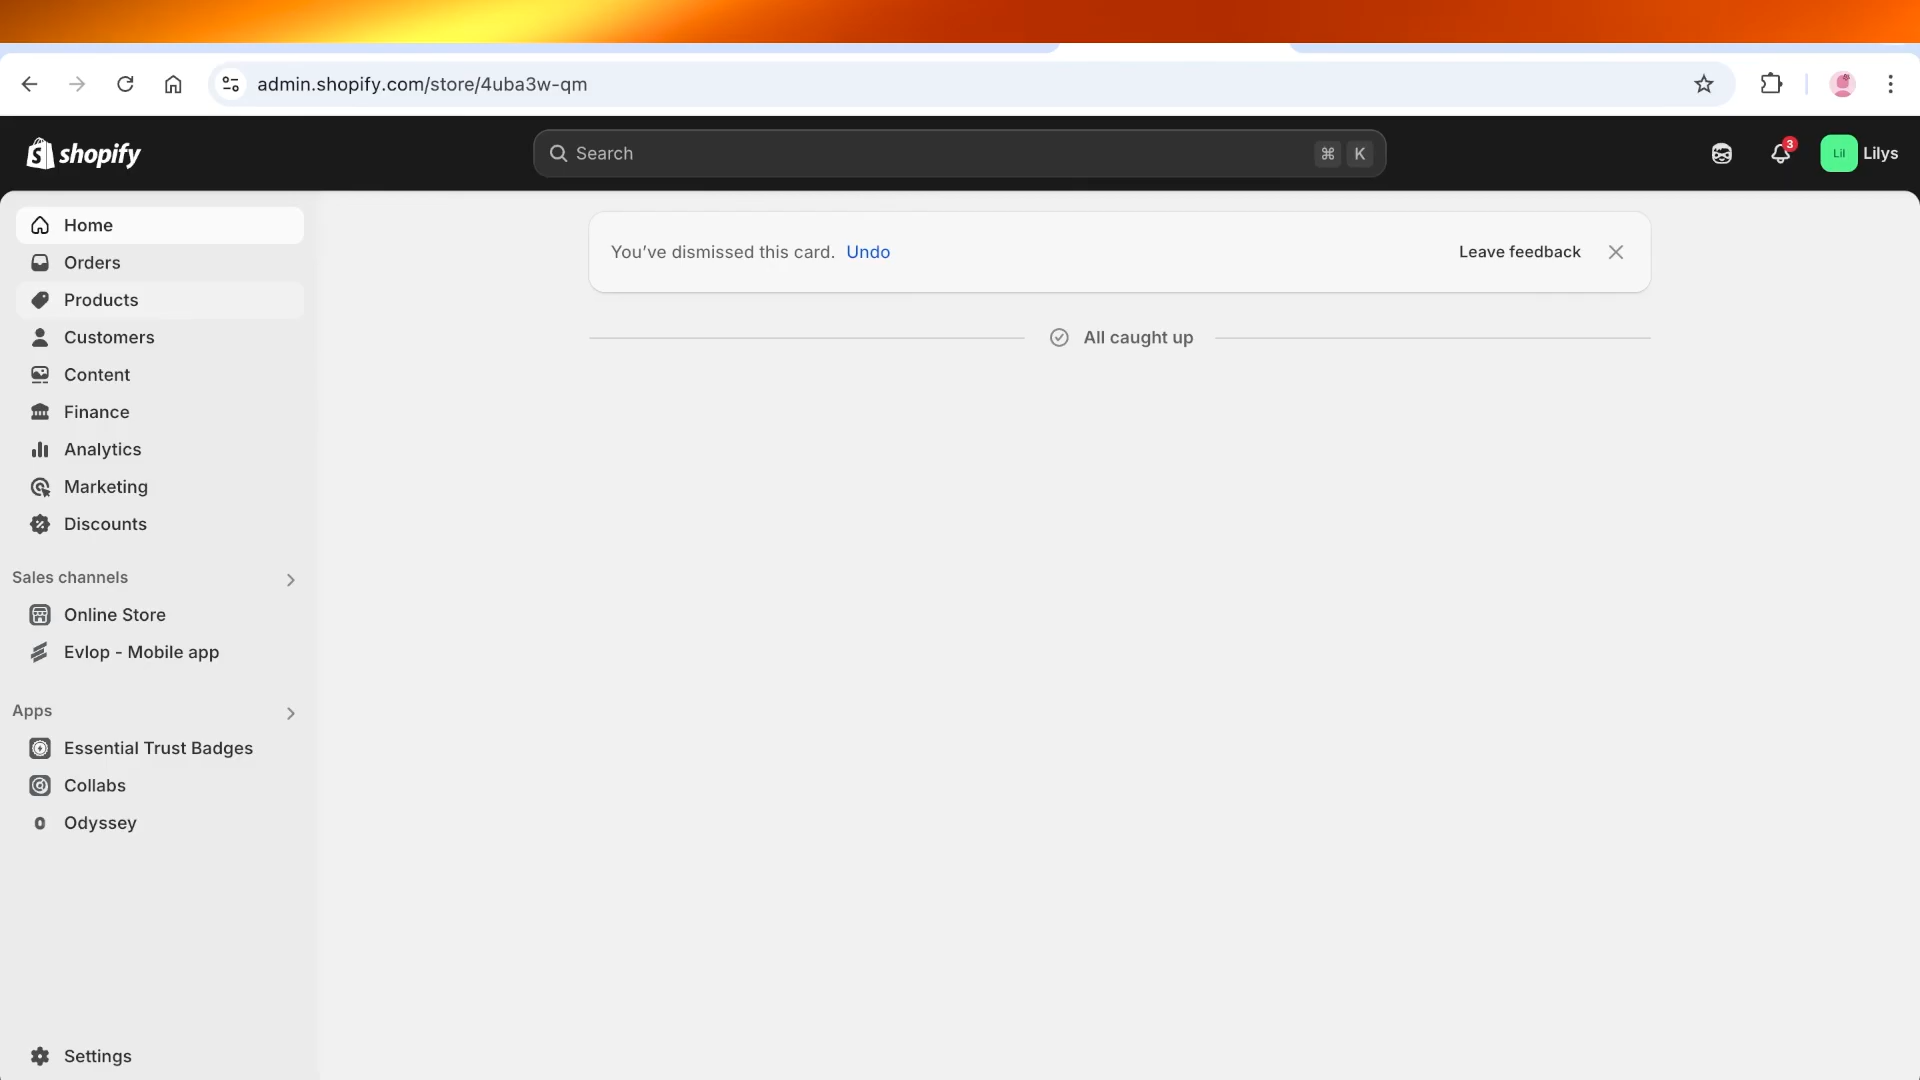 admin.shopify.com/store/4uba3w-qm
shopify
Search
⌘ K
3
Lil
Lilys
Home
Orders
Products
Customers
Content
Finance
Analytics
Marketing
Discounts
Sales channels
Online Store
Evlop - Mobile app
Apps
Essential Trust Badges
Collabs
Odyssey
Settings
You’ve dismissed this card. Undo
Leave feedback
All caught up